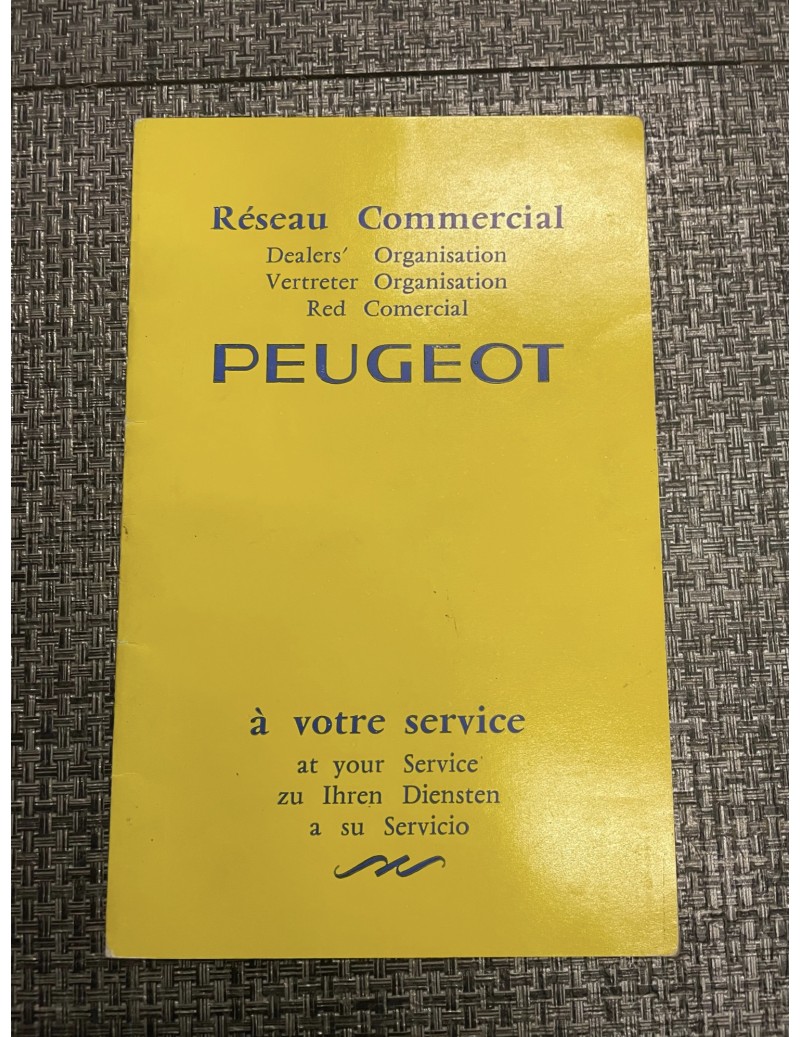 Réseau Commercial
Dealers' Organisation
Vertreter Organisation
Red Comercial
PEUGEOT
à votre service
at your Service
zu Ihren Diensten
a su Servicio